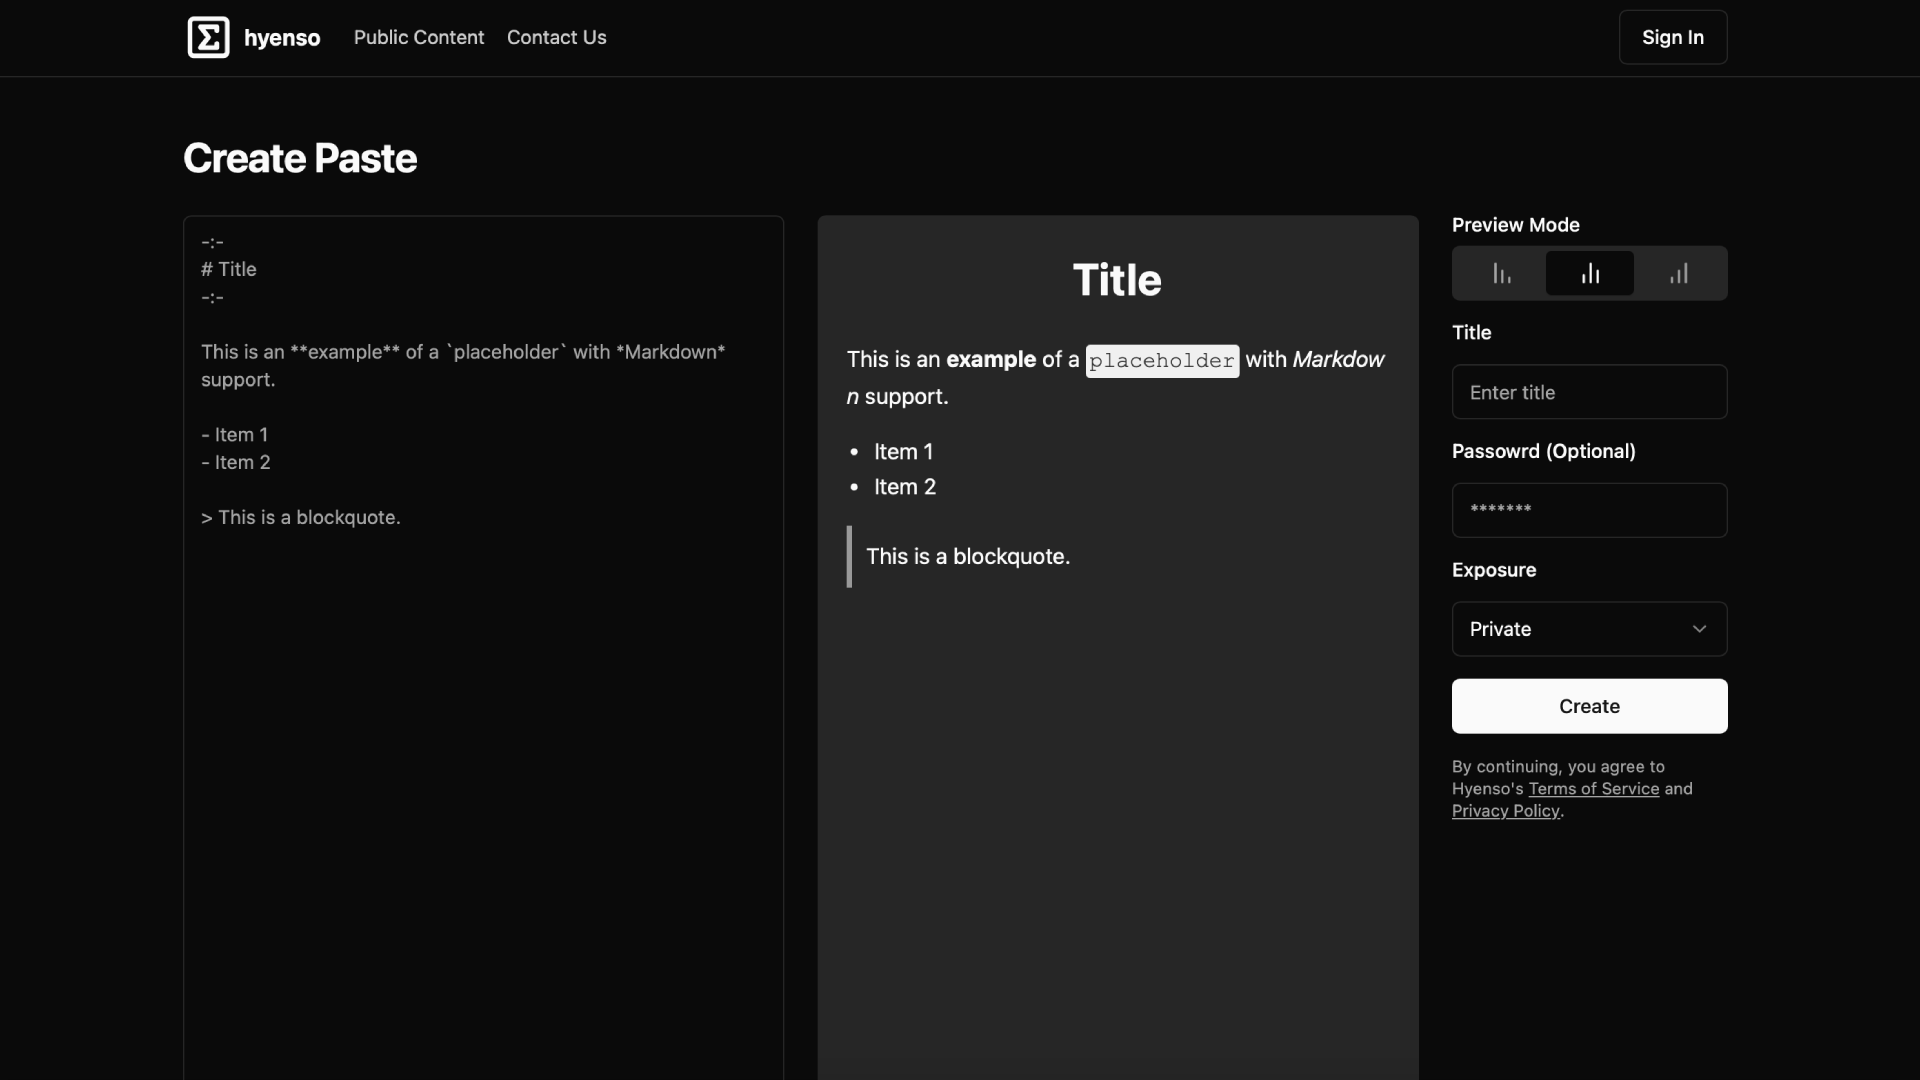 hyenso
Public Content
Contact Us
Sign In
Create Paste
-:-
# Title
-:-
This is an **example** of a `placeholder` with *Markdown*
support.
- Item 1
- Item 2
> This is a blockquote.
Title
This is an example of a placeholder with Markdow
n support.
• Item 1
• Item 2
This is a blockquote.
Preview Mode
Title
Enter title
Passowrd (Optional)
*******
Exposure
Private
Create
By continuing, you agree to
Hyenso's Terms of Service and
Privacy Policy.